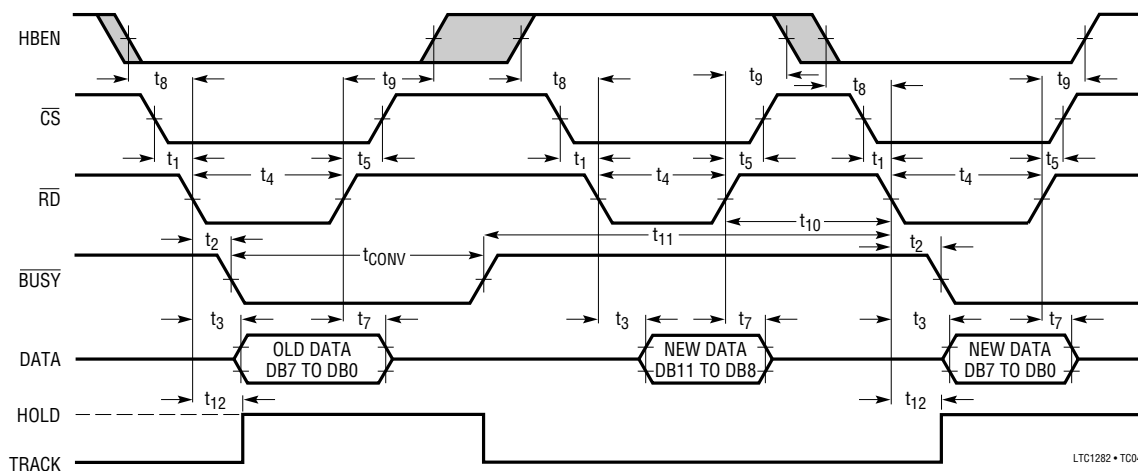 HBEN
t8 t9 t8 t9 t8 t9
CS
t1 t5 t1 t5 t1 t5
t4 t4 t4
RD
t10
t2 t11 t2
tCONV
BUSY
t3 t7 t3 t7 t3 t7
DATA
OLD DATA
DB7 TO DB0
NEW DATA
DB11 TO DB8
NEW DATA
DB7 TO DB0
t12 t12
HOLD
TRACK